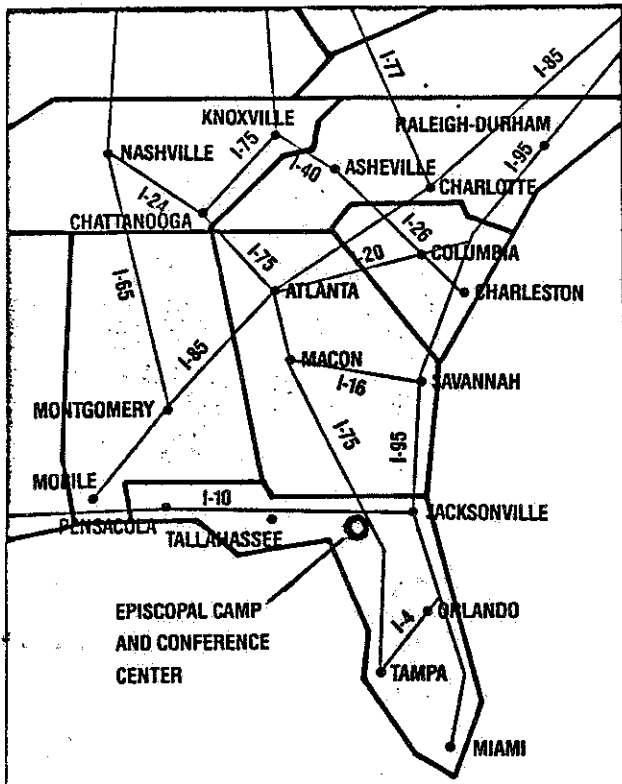 I-77
I-85
KNOXVILLE
RALEIGH-DURHAM
I-75
NASHVILLE
I-95
ASHEVILLE
I-40
CHARLOTTE
I-24
CHATTANOOGA
I-26
I-75
I-20
COLUMBIA
I-65
ATLANTA
CHARLESTON
I-85
MACON
I-16
SAVANNAH
MONTGOMERY
I-75
I-95
MOBILE
I-10
PENSACOLA
JACKSONVILLE
TALLAHASSEE
EPISCOPAL CAMP
AND CONFERENCE
CENTER
I-4
ORLANDO
TAMPA
MIAMI